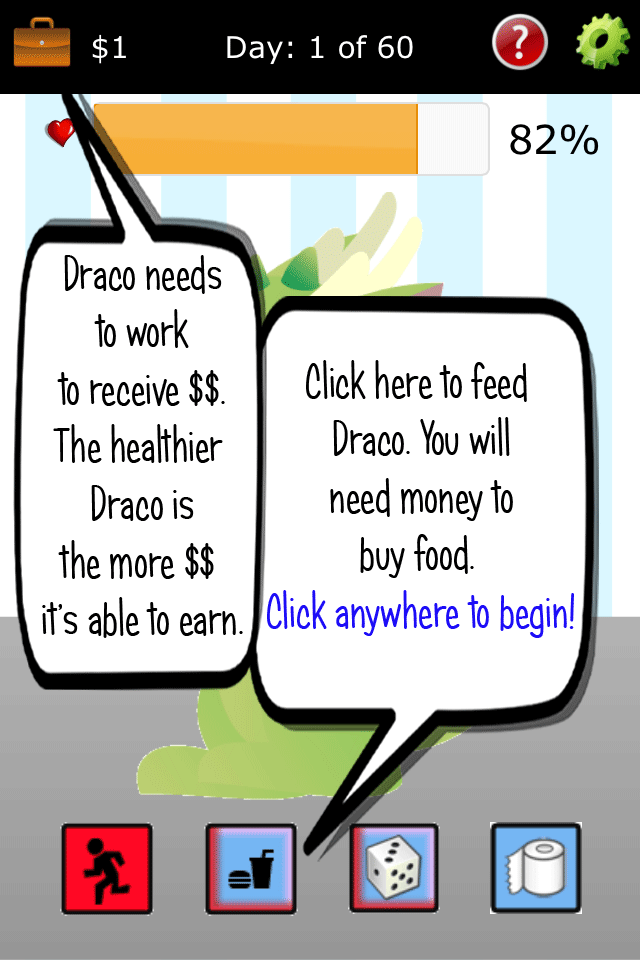 $1 Day: 1 of 60 ?
82%
Draco needs
to work
to receive $$.
The healthier
Draco is
the more $$
it's able to earn.
Click here to feed
Draco. You will
need money to
buy food.
Click anywhere to begin!